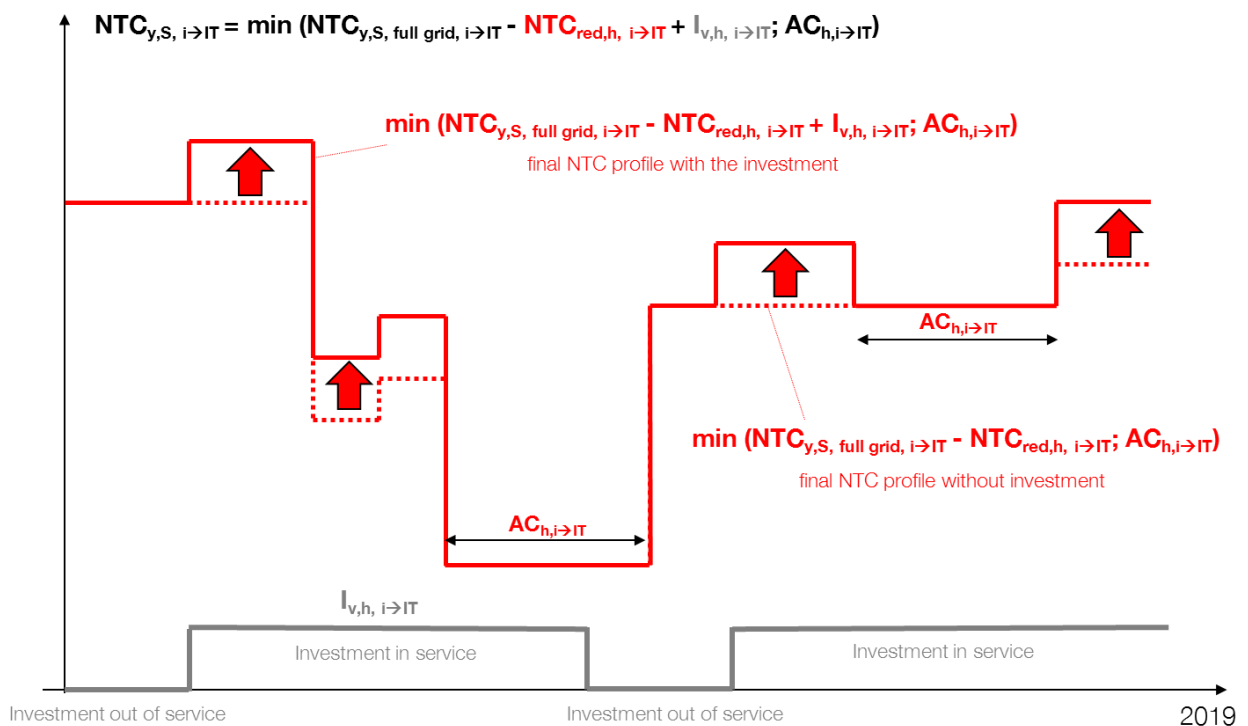 NTCy,S, i→IT = min (NTCy,S, full grid, i→IT - NTCred,h, i→IT + Iv,h, i→IT; ACh,i→IT)
min (NTCy,S, full grid, i→IT - NTCred,h, i→IT + Iv,h, i→IT; ACh,i→IT)
final NTC profile with the investment
ACh,i→IT
min (NTCy,S, full grid, i→IT - NTCred,h, i→IT; ACh,i→IT)
final NTC profile without investment
ACh,i→IT
Iv,h, i→IT
Investment in service
Investment in service
Investment out of service
Investment out of service
2019